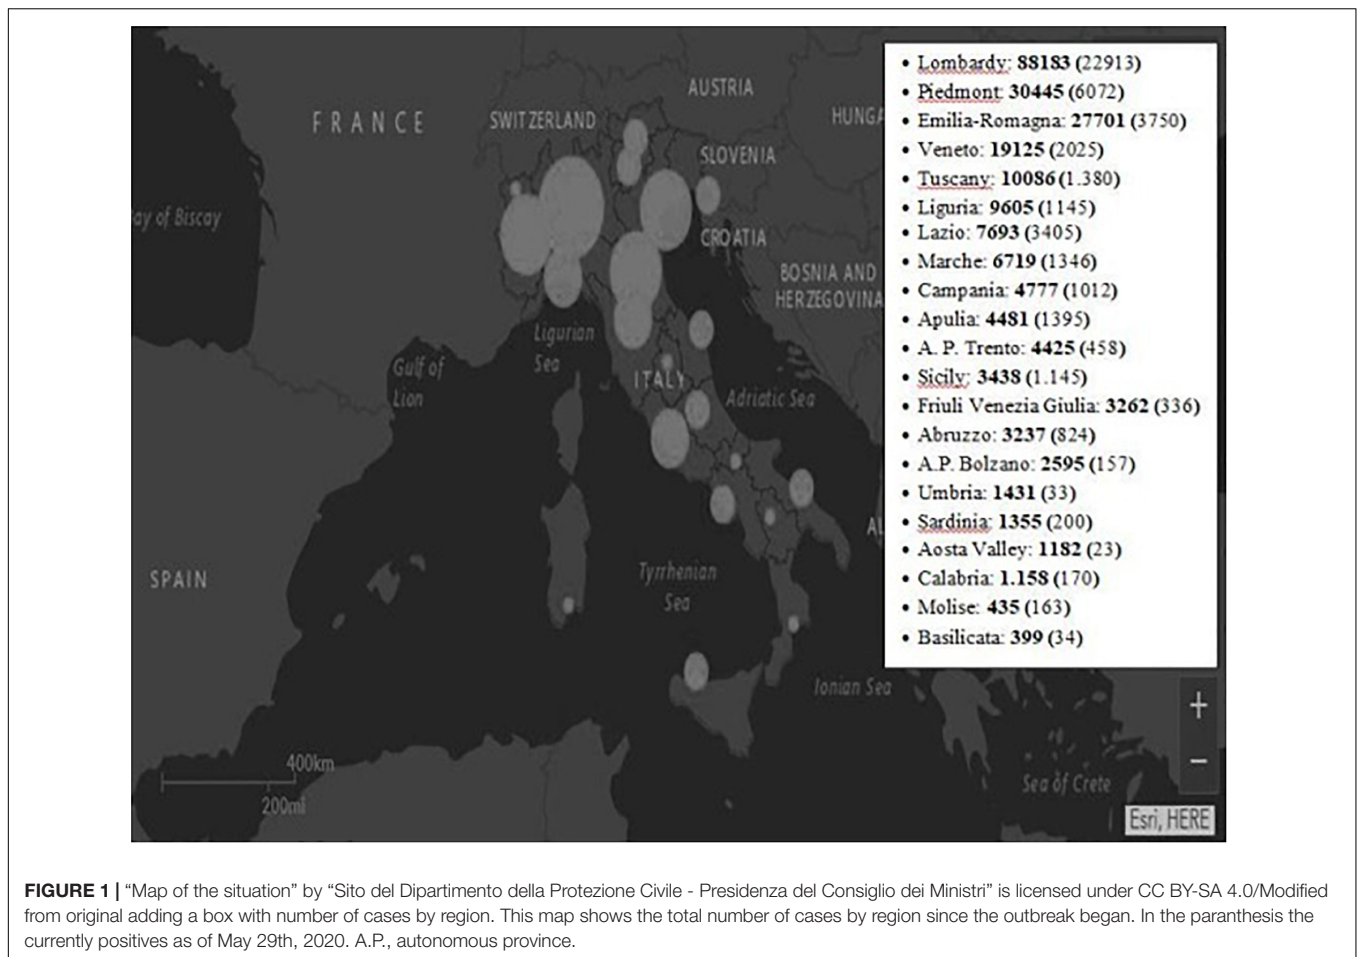 FRANCE
SWITZERLAND
AUSTRIA
HUNGA
SLOVENIA
CROATIA
BOSNIA AND
HERZEGOVINA
ay of Biscay
Ligurian
Sea
Gulf of
Lion
ITALY
Adriatic Sea
AL
SPAIN
Tyrrhenian
Sea
Ionian Sea
Sea of Crete
400km
200mi
+
−
Esri, HERE
• Lombardy: 88183 (22913)
• Piedmont: 30445 (6072)
• Emilia-Romagna: 27701 (3750)
• Veneto: 19125 (2025)
• Tuscany: 10086 (1.380)
• Liguria: 9605 (1145)
• Lazio: 7693 (3405)
• Marche: 6719 (1346)
• Campania: 4777 (1012)
• Apulia: 4481 (1395)
• A. P. Trento: 4425 (458)
• Sicily: 3438 (1.145)
• Friuli Venezia Giulia: 3262 (336)
• Abruzzo: 3237 (824)
• A.P. Bolzano: 2595 (157)
• Umbria: 1431 (33)
• Sardinia: 1355 (200)
• Aosta Valley: 1182 (23)
• Calabria: 1.158 (170)
• Molise: 435 (163)
• Basilicata: 399 (34)
FIGURE 1 | “Map of the situation” by “Sito del Dipartimento della Protezione Civile - Presidenza del Consiglio dei Ministri” is licensed under CC BY-SA 4.0/Modified
from original adding a box with number of cases by region. This map shows the total number of cases by region since the outbreak began. In the paranthesis the
currently positives as of May 29th, 2020. A.P., autonomous province.